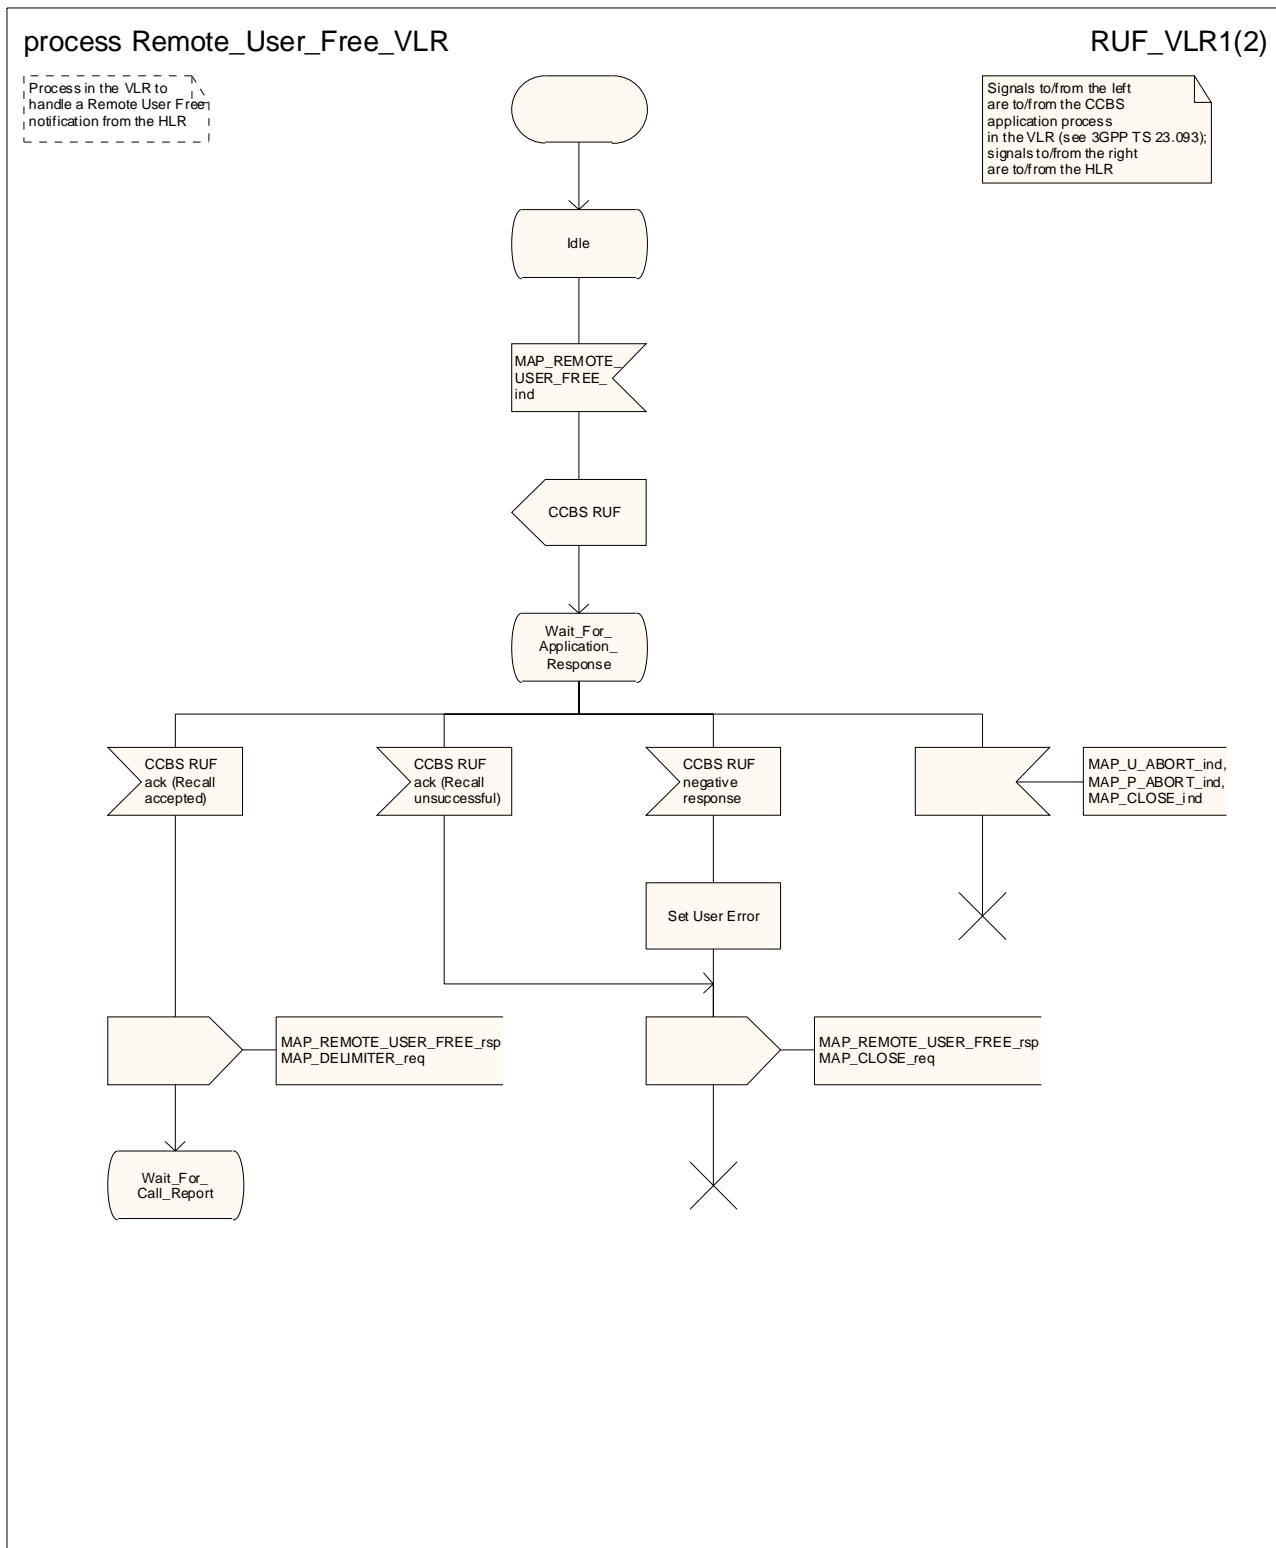 process Remote_User_Free_VLR
RUF_VLR1(2)
Process in the VLR to
handle a Remote User Free
notification from the HLR
Signals to/from the left
are to/from the CCBS
application process
in the VLR (see 3GPP TS 23.093);
signals to/from the right
are to/from the HLR
Idle
MAP_REMOTE_
USER_FREE_
ind
CCBS RUF
Wait_For_
Application_
Response
CCBS RUF
ack (Recall
accepted)
CCBS RUF
ack (Recall
unsuccessful)
CCBS RUF
negative
response
MAP_U_ABORT_ind,
MAP_P_ABORT_ind,
MAP_CLOSE_ind
Set User Error
MAP_REMOTE_USER_FREE_rsp
MAP_DELIMITER_req
MAP_REMOTE_USER_FREE_rsp
MAP_CLOSE_req
Wait_For_
Call_Report